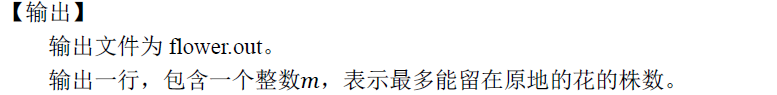 【输出】
输出文件为 flower.out。
输出一行，包含一个整数m，表示最多能留在原地的花的株数。